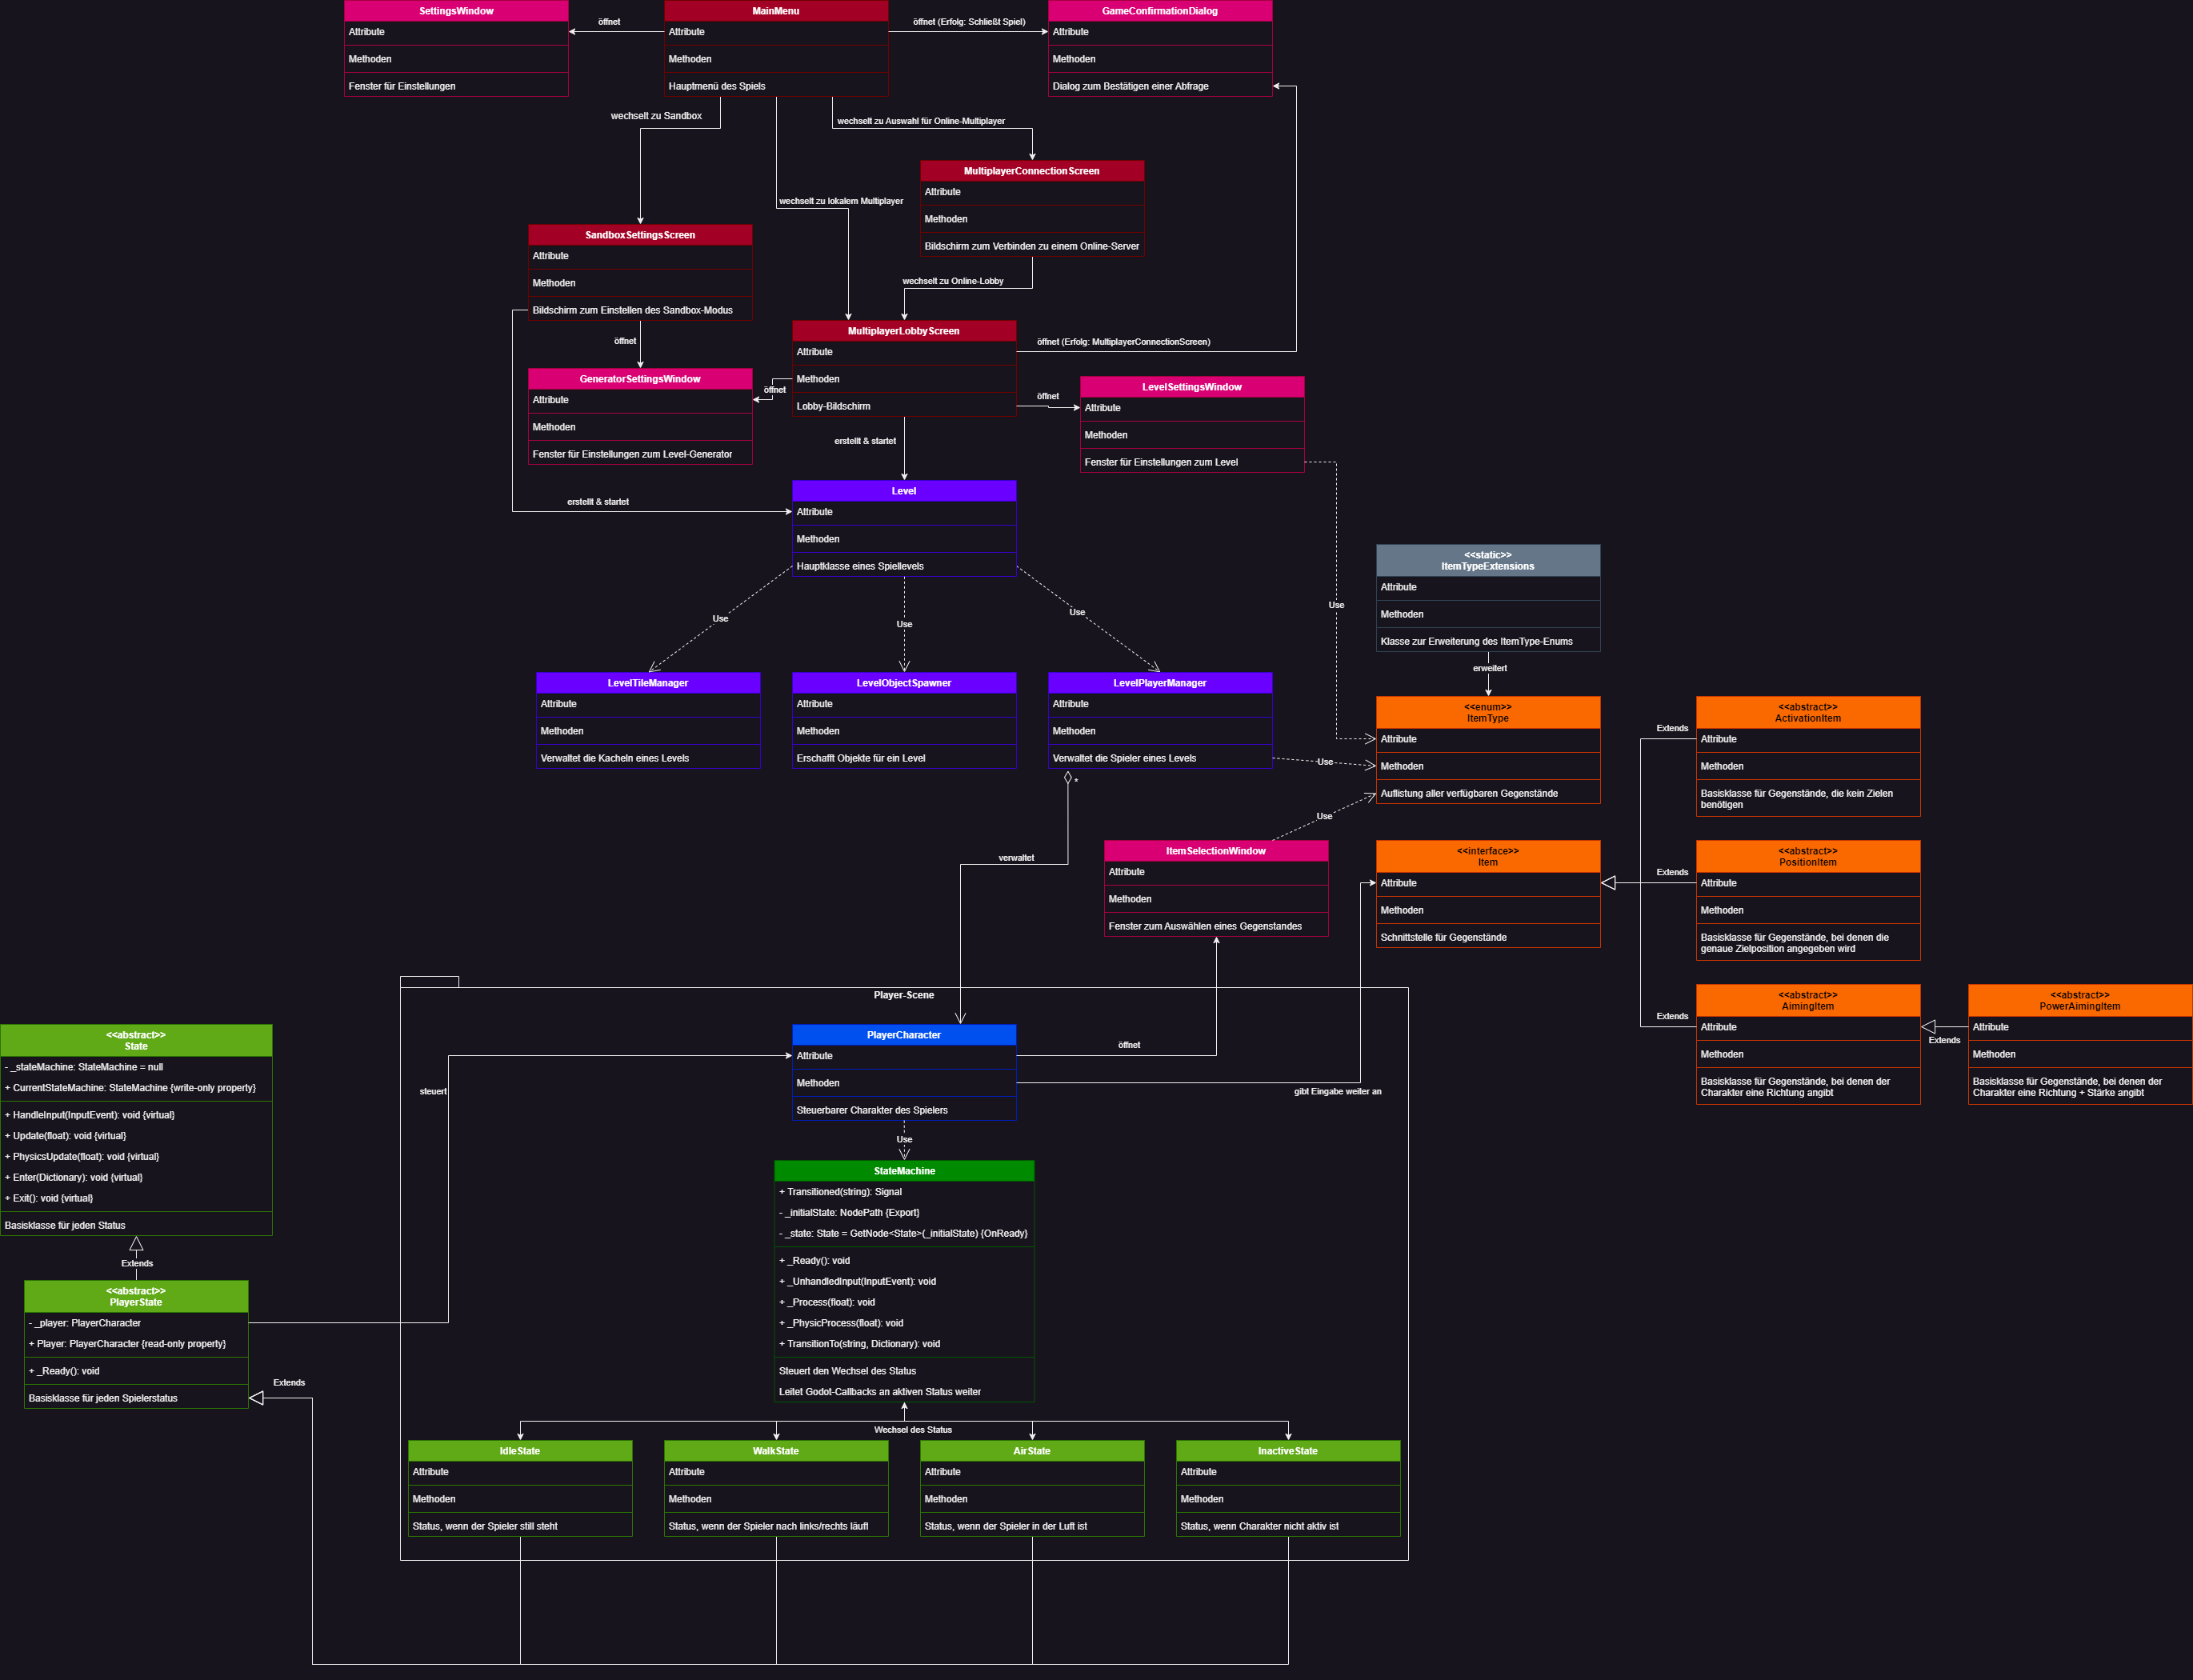 SettingsWindow
Attribute
Methoden
Fenster für Einstellungen
öffnet
MainMenu
Attribute
Methoden
Hauptmenü des Spiels
öffnet (Erfolg: Schließt Spiel)
GameConfirmationDialog
Attribute
Methoden
Dialog zum Bestätigen einer Abfrage
wechselt zu Sandbox
wechselt zu Auswahl für Online-Multiplayer
wechselt zu lokalem Multiplayer
MultiplayerConnectionScreen
Attribute
Methoden
Bildschirm zum Verbinden zu einem Online-Server
SandboxSettingsScreen
Attribute
Methoden
Bildschirm zum Einstellen des Sandbox-Modus
wechselt zu Online-Lobby
öffnet
MultiplayerLobbyScreen
Attribute
Methoden
Lobby-Bildschirm
öffnet (Erfolg: MultiplayerConnectionScreen)
öffnet
öffnet
GeneratorSettingsWindow
Attribute
Methoden
Fenster für Einstellungen zum Level-Generator
LevelSettingsWindow
Attribute
Methoden
Fenster für Einstellungen zum Level
erstellt & startet
erstellt & startet
Level
Attribute
Methoden
Hauptklasse eines Spiellevels
Use
Use
Use
Use
<<static>>
ItemTypeExtensions
Attribute
Methoden
Klasse zur Erweiterung des ItemType-Enums
erweitert
LevelTileManager
Attribute
Methoden
Verwaltet die Kacheln eines Levels
LevelObjectSpawner
Attribute
Methoden
Erschafft Objekte für ein Level
LevelPlayerManager
Attribute
Methoden
Verwaltet die Spieler eines Levels
Use
*
<<enum>>
ItemType
Attribute
Methoden
Auflistung aller verfügbaren Gegenstände
Extends
<<abstract>>
ActivationItem
Attribute
Methoden
Basisklasse für Gegenstände, die kein Zielen
benötigen
Use
verwaltet
ItemSelectionWindow
Attribute
Methoden
Fenster zum Auswählen eines Gegenstandes
<<interface>>
Item
Attribute
Methoden
Schnittstelle für Gegenstände
Extends
<<abstract>>
PositionItem
Attribute
Methoden
Basisklasse für Gegenstände, bei denen die
genaue Zielposition angegeben wird
Extends
<<abstract>>
AimingItem
Attribute
Methoden
Basisklasse für Gegenstände, bei denen der
Charakter eine Richtung angibt
Extends
<<abstract>>
PowerAimingItem
Attribute
Methoden
Basisklasse für Gegenstände, bei denen der
Charakter eine Richtung + Stärke angibt
Player-Scene
<<abstract>>
State
- _stateMachine: StateMachine = null
+ CurrentStateMachine: StateMachine {write-only property}
+ HandleInput(InputEvent): void {virtual}
+ Update(float): void {virtual}
+ PhysicsUpdate(float): void {virtual}
+ Enter(Dictionary): void {virtual}
+ Exit(): void {virtual}
Basisklasse für jeden Status
steuert
PlayerCharacter
Attribute
Methoden
Steuerbarer Charakter des Spielers
öffnet
gibt Eingabe weiter an
Use
StateMachine
+ Transitioned(string): Signal
- _initialState: NodePath {Export}
- _state: State = GetNode<State>(_initialState) {OnReady}
+ _Ready(): void
+ _UnhandledInput(InputEvent): void
+ _Process(float): void
+ _PhysicProcess(float): void
+ TransitionTo(string, Dictionary): void
Steuert den Wechsel des Status
Leitet Godot-Callbacks an aktiven Status weiter
Extends
<<abstract>>
PlayerState
- _player: PlayerCharacter
+ Player: PlayerCharacter {read-only property}
+ _Ready(): void
Basisklasse für jeden Spielerstatus
Extends
Wechsel des Status
IdleState
Attribute
Methoden
Status, wenn der Spieler still steht
WalkState
Attribute
Methoden
Status, wenn der Spieler nach links/rechts läuft
AirState
Attribute
Methoden
Status, wenn der Spieler in der Luft ist
InactiveState
Attribute
Methoden
Status, wenn Charakter nicht aktiv ist